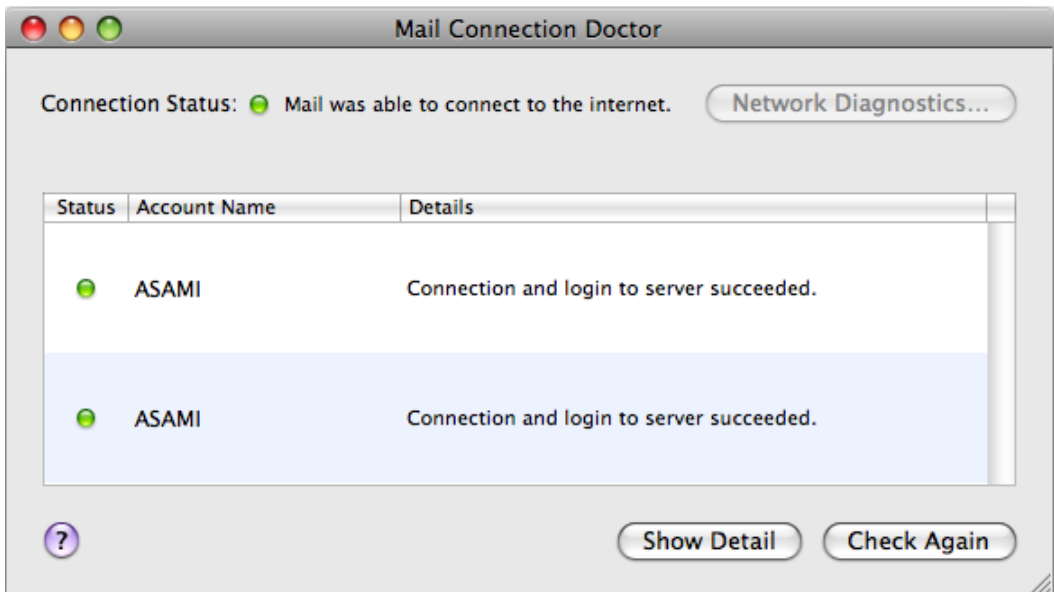 Mail Connection Doctor
Connection Status: Mail was able to connect to the internet. Network Diagnostics...
Status Account Name Details
ASAMI Connection and login to server succeeded.
ASAMI Connection and login to server succeeded.
? Show Detail Check Again